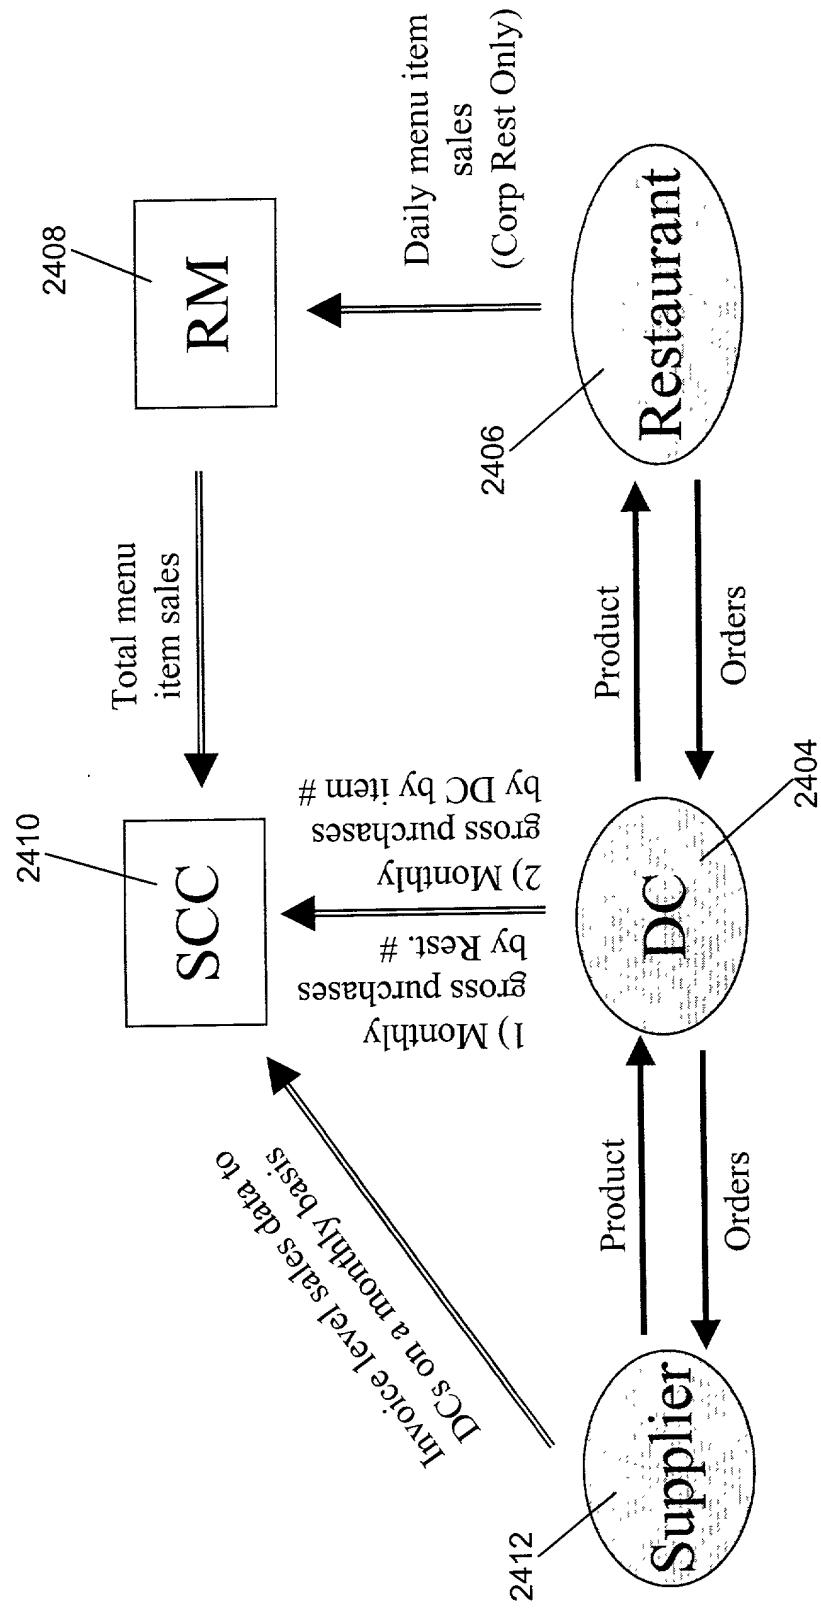 2410
SCC
Total menu
item sales
2408
RM
Invoice level sales data to
DCs on a monthly basis
1) Monthly
gross purchases
by Rest. #
2) Monthly
gross purchases
by DC by item #
Daily menu item
sales
(Corp Rest Only)
2412
Supplier
Product
Orders
DC
2404
Product
Orders
2406
Restaurant